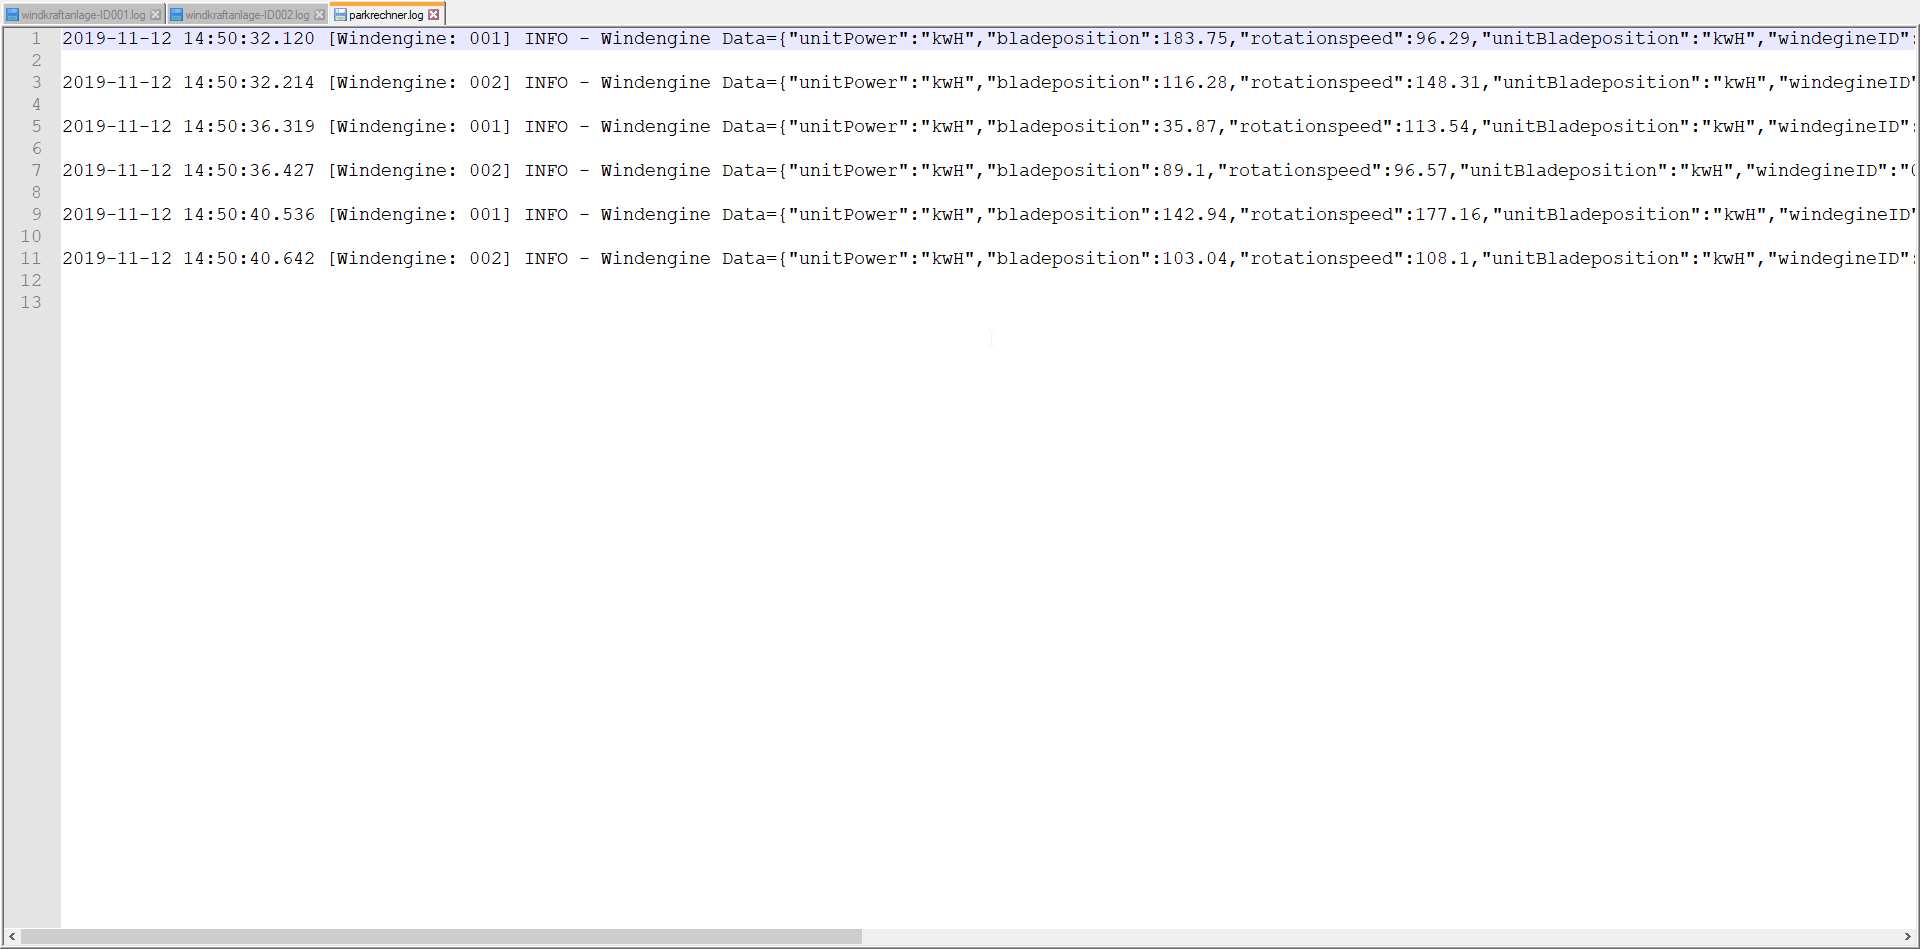 windkraftanlage-ID001.log windkraftanlage-ID002.log parkrechner.log
1 2019-11-12 14:50:32.120 [Windengine: 001] INFO - Windengine Data={"unitPower":"kwH","bladeposition":183.75,"rotationspeed":96.29,"unitBladeposition":"kwH","windegineID":
2
3 2019-11-12 14:50:32.214 [Windengine: 002] INFO - Windengine Data={"unitPower":"kwH","bladeposition":116.28,"rotationspeed":148.31,"unitBladeposition":"kwH","windegineID"
4
5 2019-11-12 14:50:36.319 [Windengine: 001] INFO - Windengine Data={"unitPower":"kwH","bladeposition":35.87,"rotationspeed":113.54,"unitBladeposition":"kwH","windegineID":
6
7 2019-11-12 14:50:36.427 [Windengine: 002] INFO - Windengine Data={"unitPower":"kwH","bladeposition":89.1,"rotationspeed":96.57,"unitBladeposition":"kwH","windegineID":"0
8
9 2019-11-12 14:50:40.536 [Windengine: 001] INFO - Windengine Data={"unitPower":"kwH","bladeposition":142.94,"rotationspeed":177.16,"unitBladeposition":"kwH","windegineID"
10
11 2019-11-12 14:50:40.642 [Windengine: 002] INFO - Windengine Data={"unitPower":"kwH","bladeposition":103.04,"rotationspeed":108.1,"unitBladeposition":"kwH","windegineID":
12
13